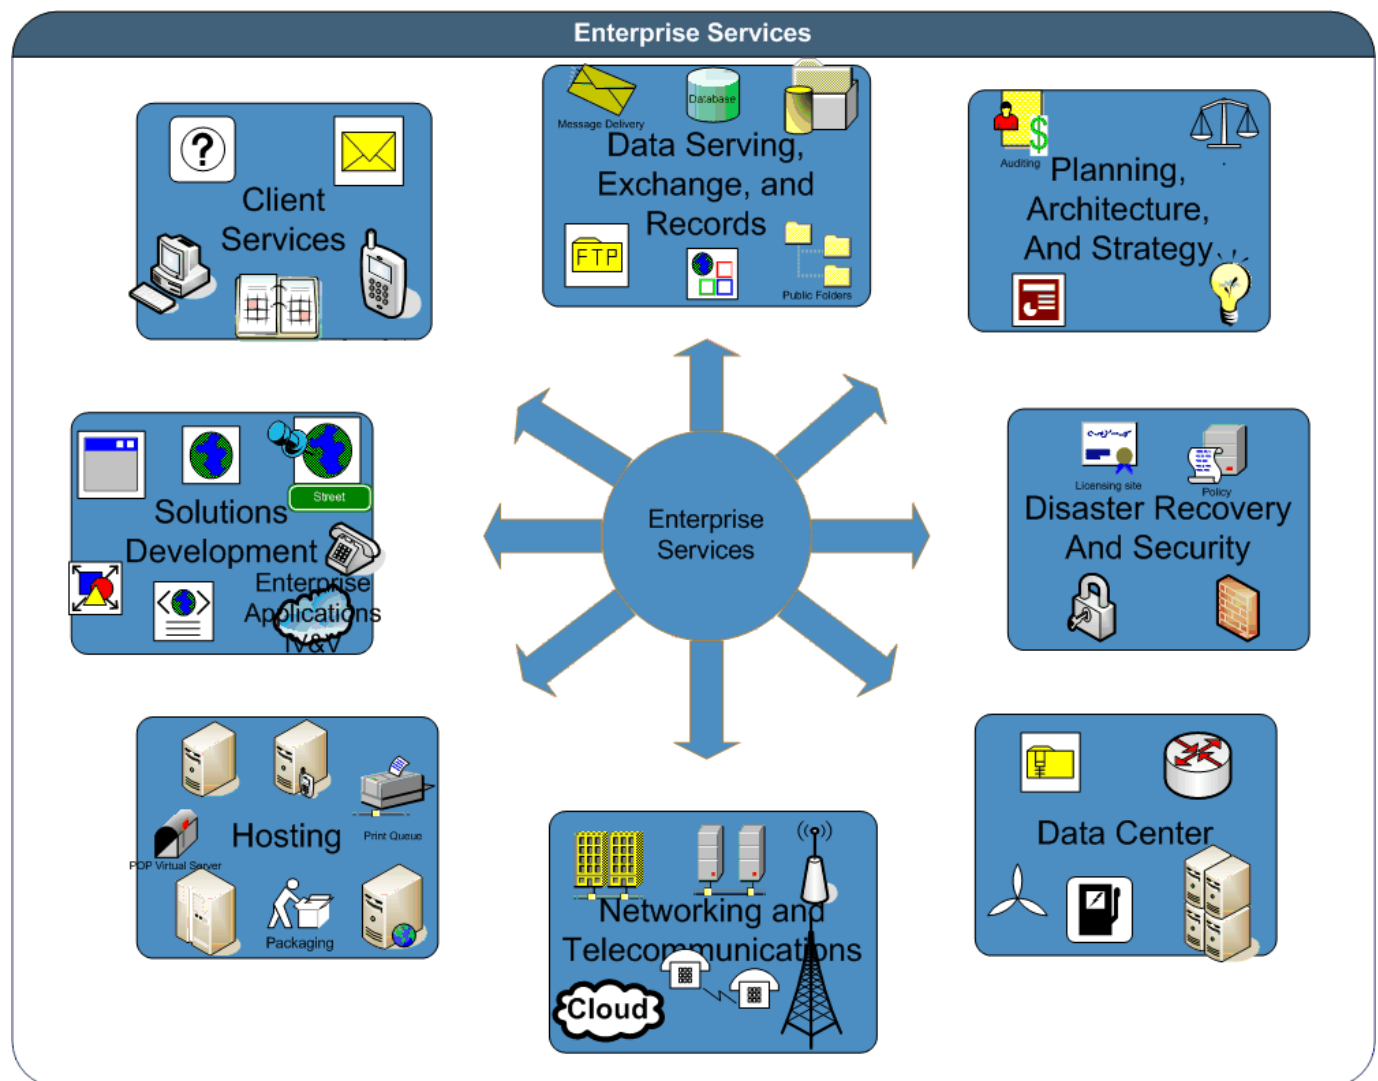 Enterprise Services
?
Client
Services
Message Delivery
Database
Data Serving,
Exchange, and
Records
FTP
Public Folders
$
Auditing
Planning,
Architecture,
And Strategy
Street
Solutions
Development
Enterprise
Applications
IV&V
Enterprise
Services
Licensing site
Policy
Disaster Recovery
And Security
Print Queue
Hosting
POP Virtual Server
Packaging
Networking and
Telecommunications
Cloud
Data Center